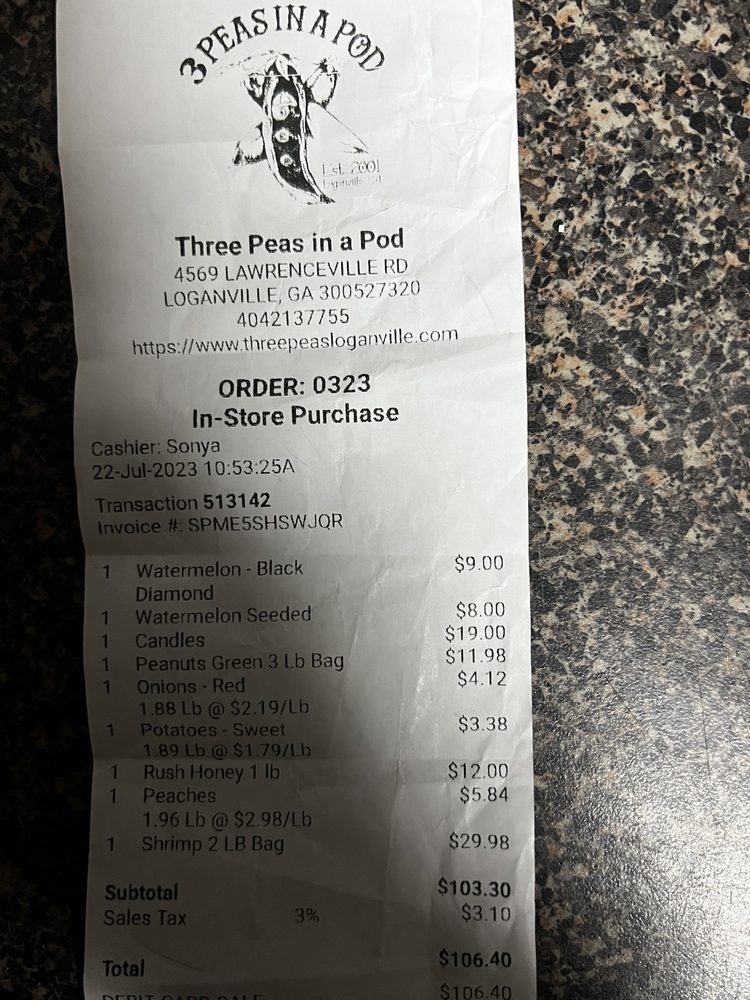 3 PEAS IN A POD
Est. 2001
Three Peas in a Pod
4569 LAWRENCEVILLE RD
LOGANVILLE, GA 300527320
4042137755
https://www.threepeasloganville.com
ORDER: 0323
In-Store Purchase
Cashier: Sonya
22-Jul-2023 10:53:25A
Transaction 513142
Invoice #: SPME5SHSWJQR
1 Watermelon - Black $9.00
Diamond
1 Watermelon Seeded $8.00
1 Candles $19.00
1 Peanuts Green 3 Lb Bag $11.98
1 Onions - Red $4.12
1.88 Lb @ $2.19/Lb
1 Potatoes - Sweet $3.38
1.89 Lb @ $1.79/Lb
1 Rush Honey 1 lb $12.00
1 Peaches $5.84
1.96 Lb @ $2.98/Lb
1 Shrimp 2 LB Bag $29.98
Subtotal $103.30
Sales Tax 3% $3.10
Total $106.40
DEBIT CARD SALE $106.40